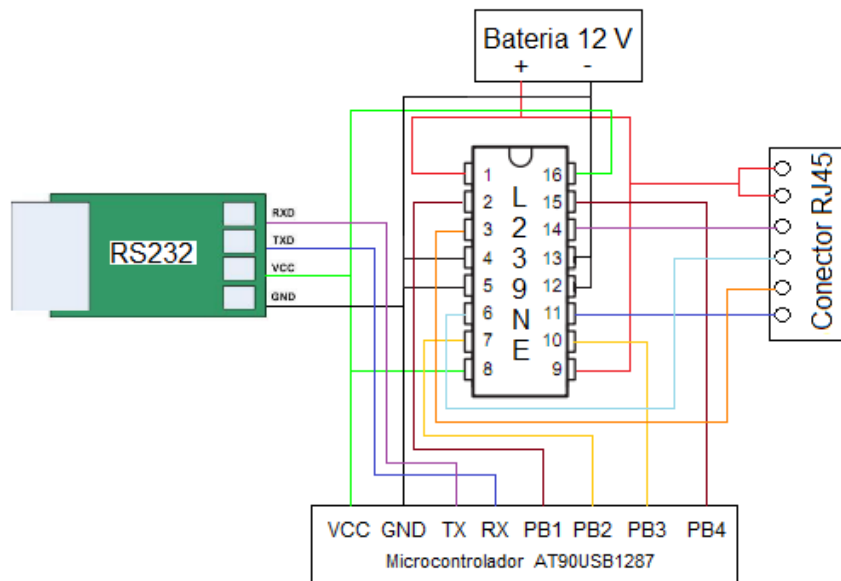 Bateria 12 V
+ -
RS232
RXD
TXD
VCC
GND
1 16
2 15
3 14
4 13
5 12
6 11
7 10
8 9
L
2
3
9
N
E
Conector RJ45
VCC GND TX RX PB1 PB2 PB3 PB4
Microcontrolador AT90USB1287